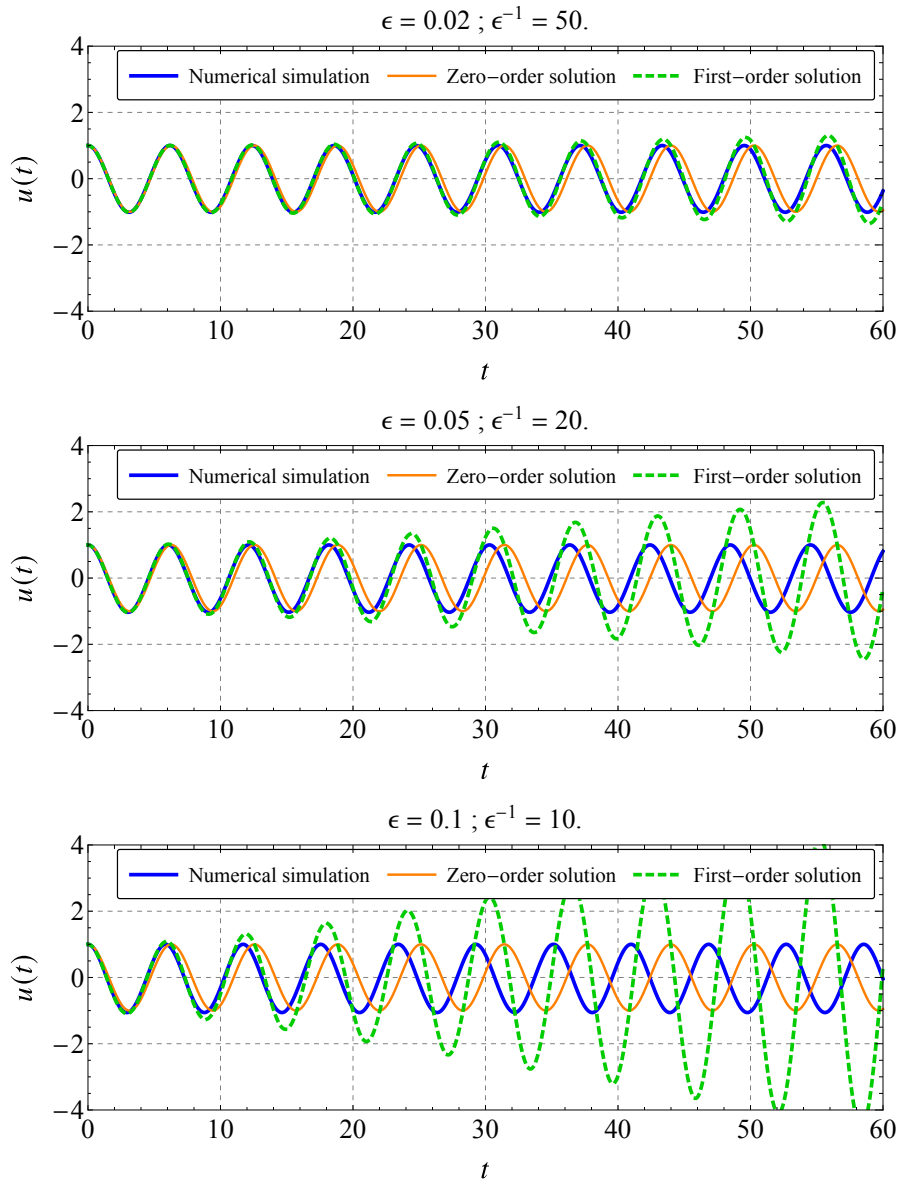 ϵ = 0.02 ; ϵ⁻¹ = 50.
4
Numerical simulation Zero−order solution First−order solution
2
u(t)
0
−2
−4
0 10 20 30 40 50 60
t
ϵ = 0.05 ; ϵ⁻¹ = 20.
4
Numerical simulation Zero−order solution First−order solution
2
u(t)
0
−2
−4
0 10 20 30 40 50 60
t
ϵ = 0.1 ; ϵ⁻¹ = 10.
4
Numerical simulation Zero−order solution First−order solution
2
u(t)
0
−2
−4
0 10 20 30 40 50 60
t